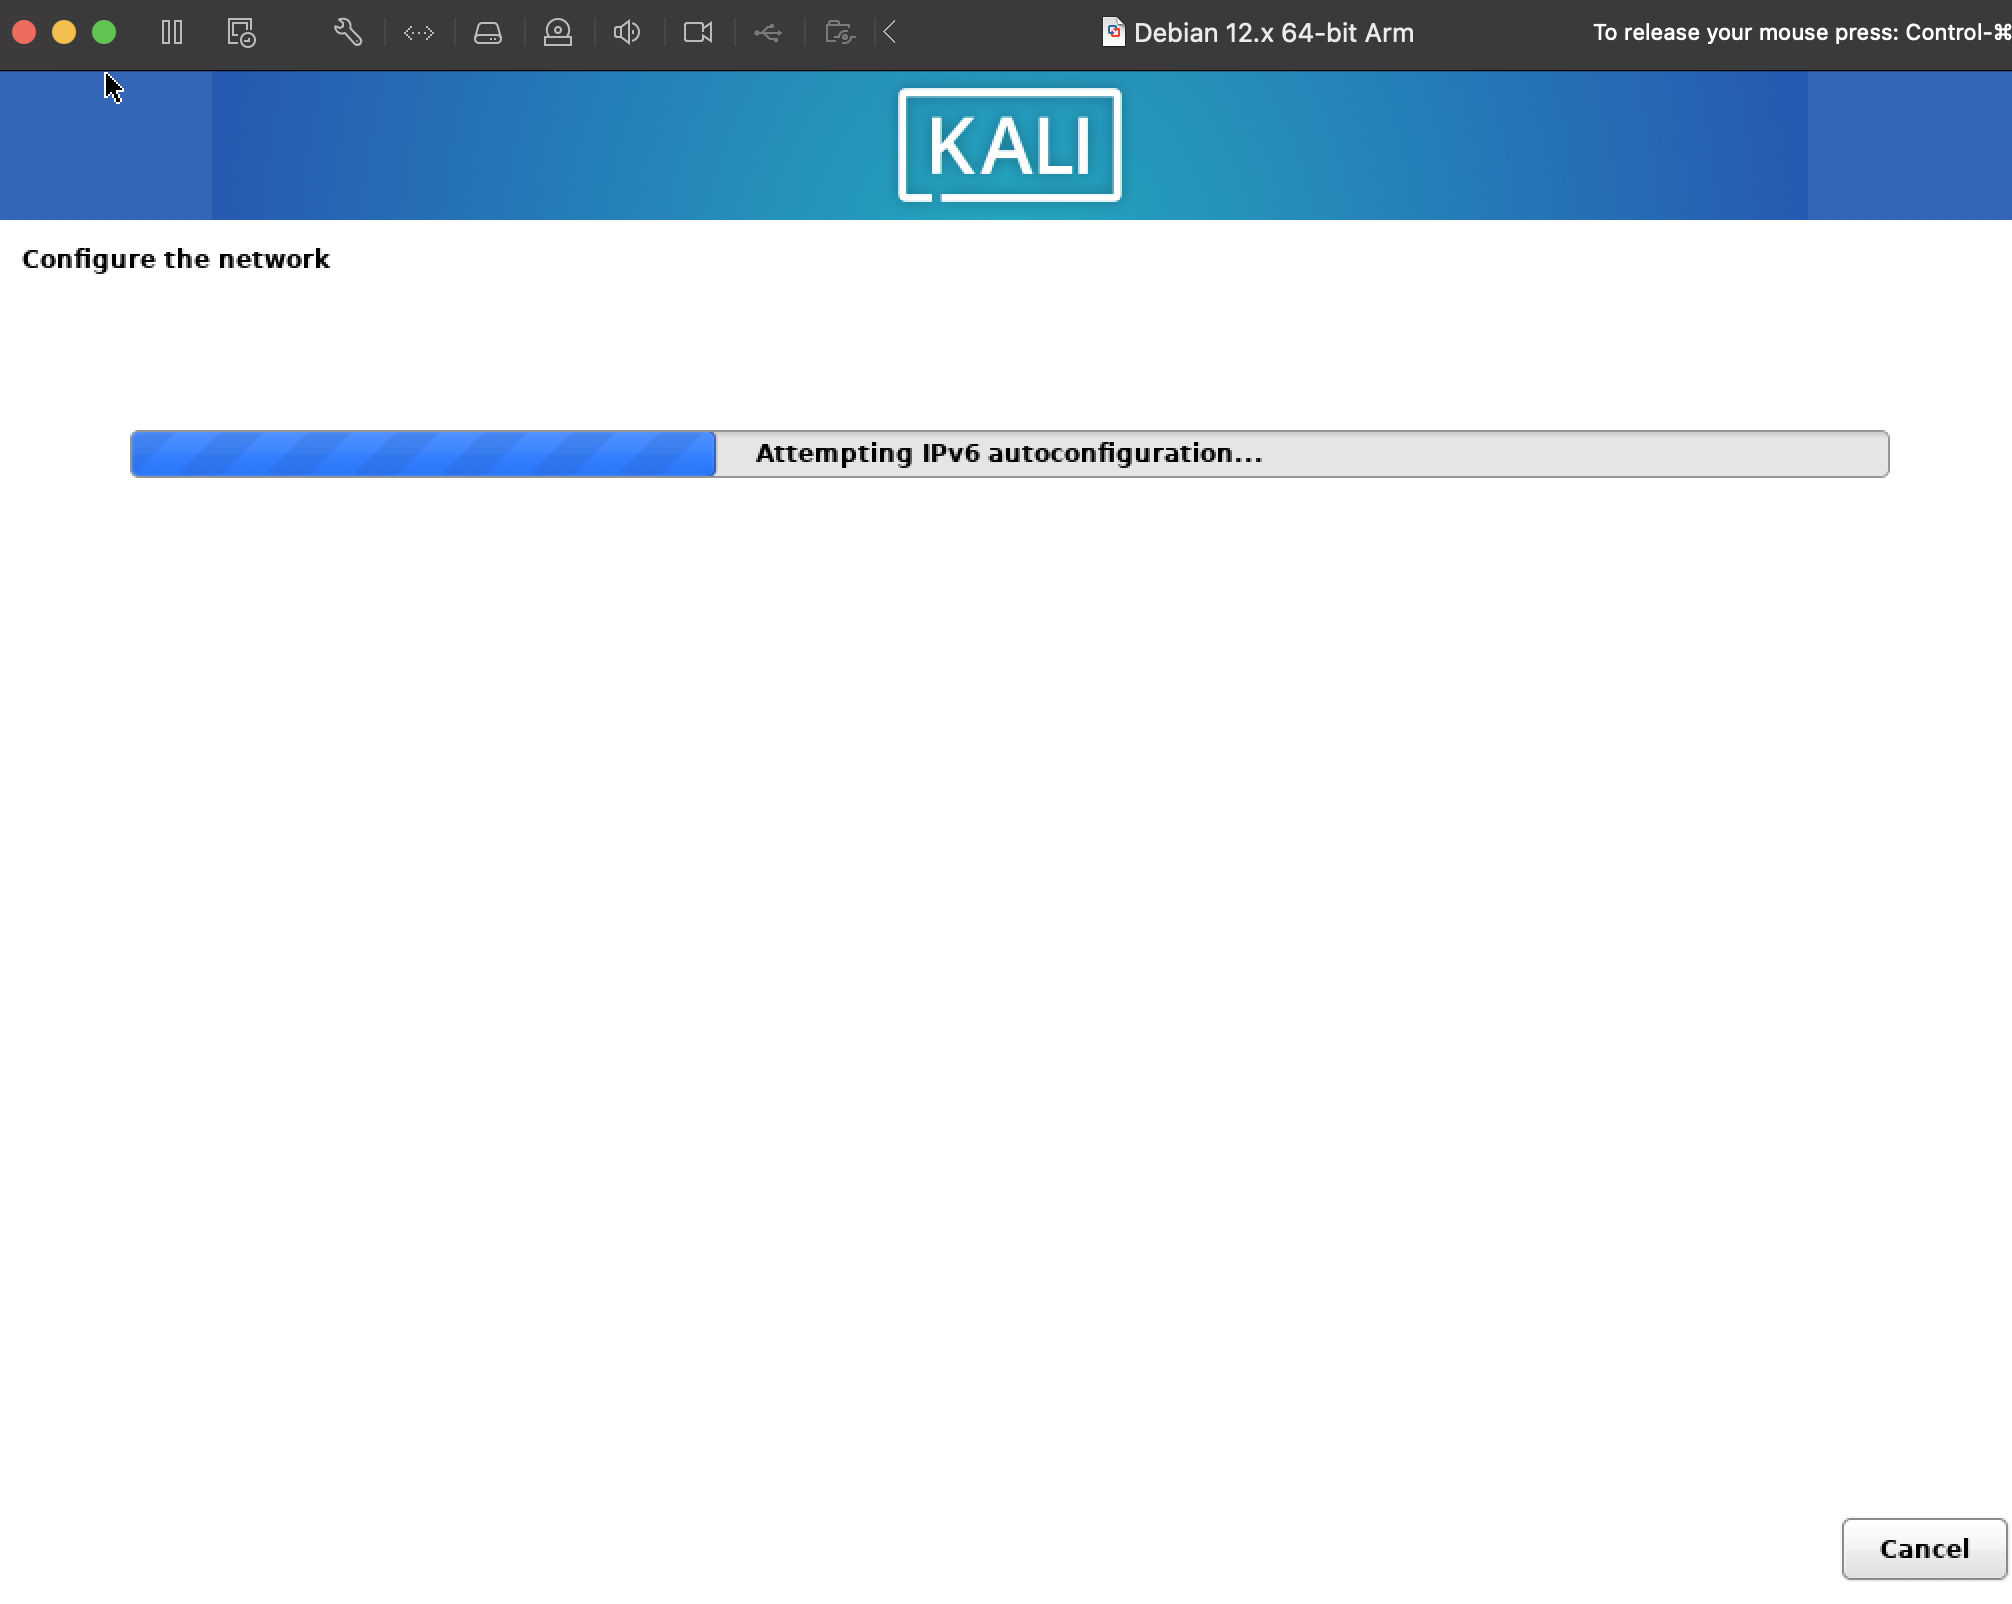 Debian 12.x 64-bit Arm
To release your mouse press: Control-⌘
KALI
Configure the network
Attempting IPv6 autoconfiguration...
Cancel